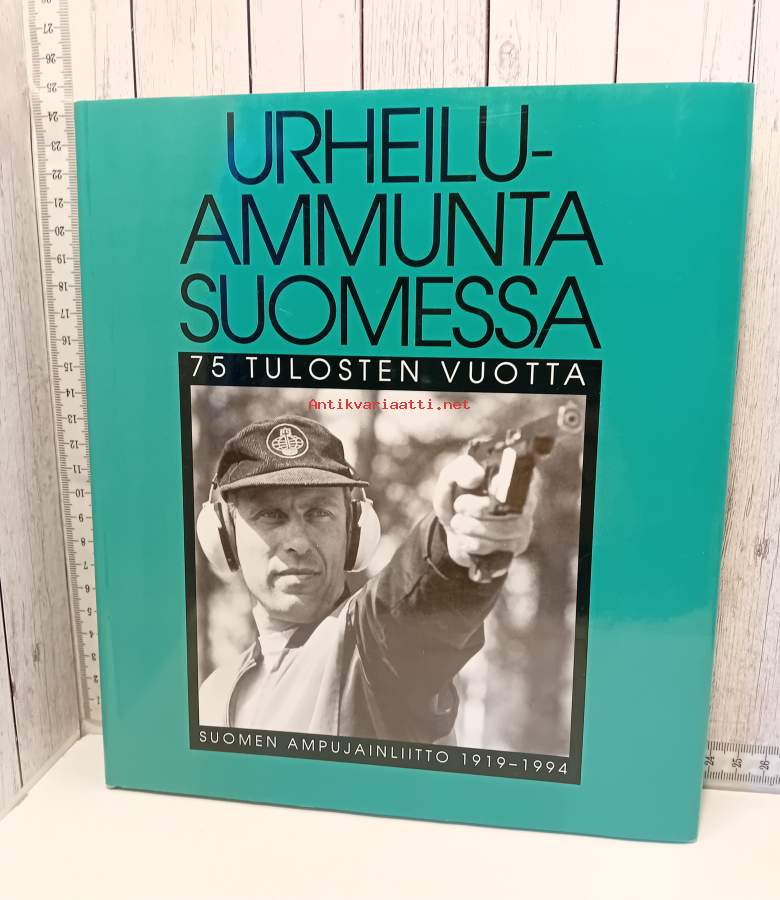 URHEILU-
AMMUNTA
SUOMESSA
75 TULOSTEN VUOTTA
Antikvariaatti.net
SUOMEN AMPUJAINLIITTO 1919–1994